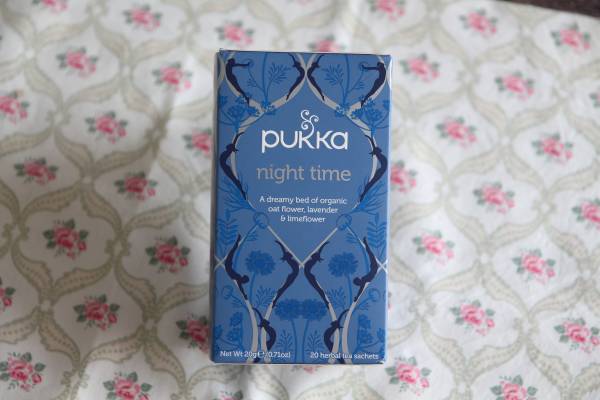 pukka
night time
A dreamy bed of organic
oat flower, lavender
& limeflower
Net Wt 20g ℮ (0.71oz) 20 herbal tea sachets